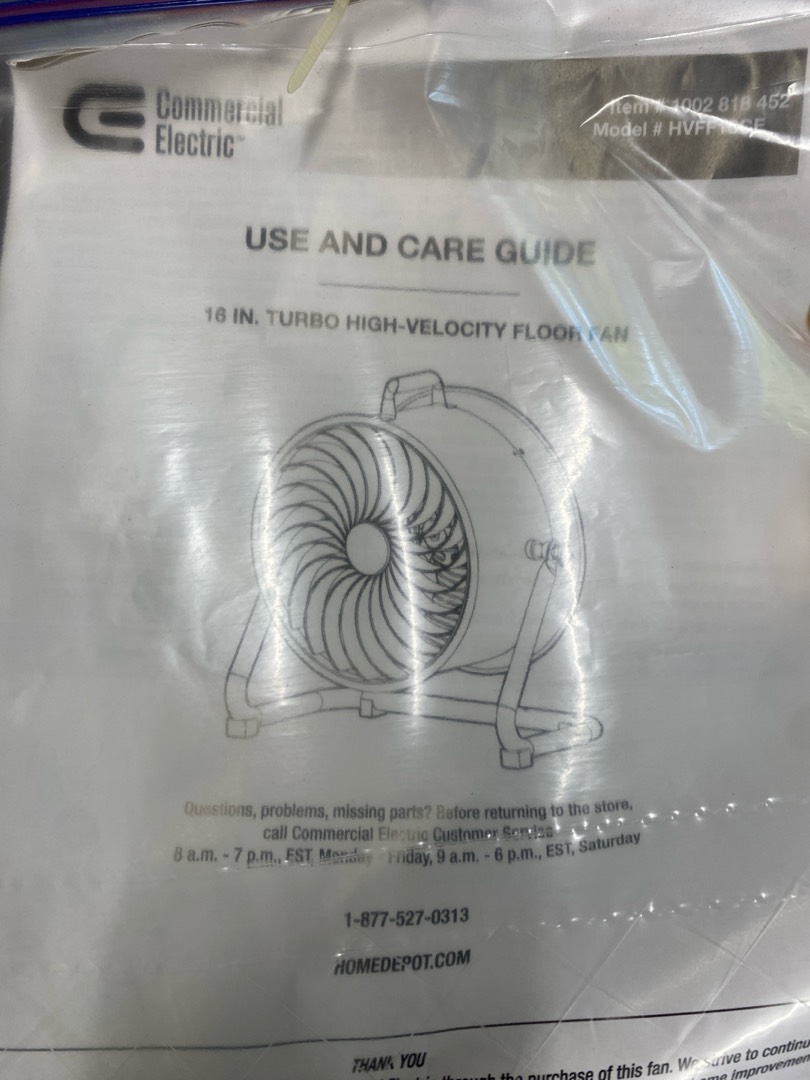 Commercial
Electric™
Item # 1002 818 452
Model #
USE AND CARE GUIDE
16 IN. TURBO HIGH-VELOCITY FLOOR FAN
Questions, problems, missing parts? Before returning to the store,
call Commercial Electric Customer Service
8 a.m. - 7 p.m., EST, Monday - Friday, 9 a.m. - 6 p.m., EST, Saturday
1-877-527-0313
HOMEDEPOT.COM
THANK YOU
through the purchase of this fan. We strive to continu
improvemen